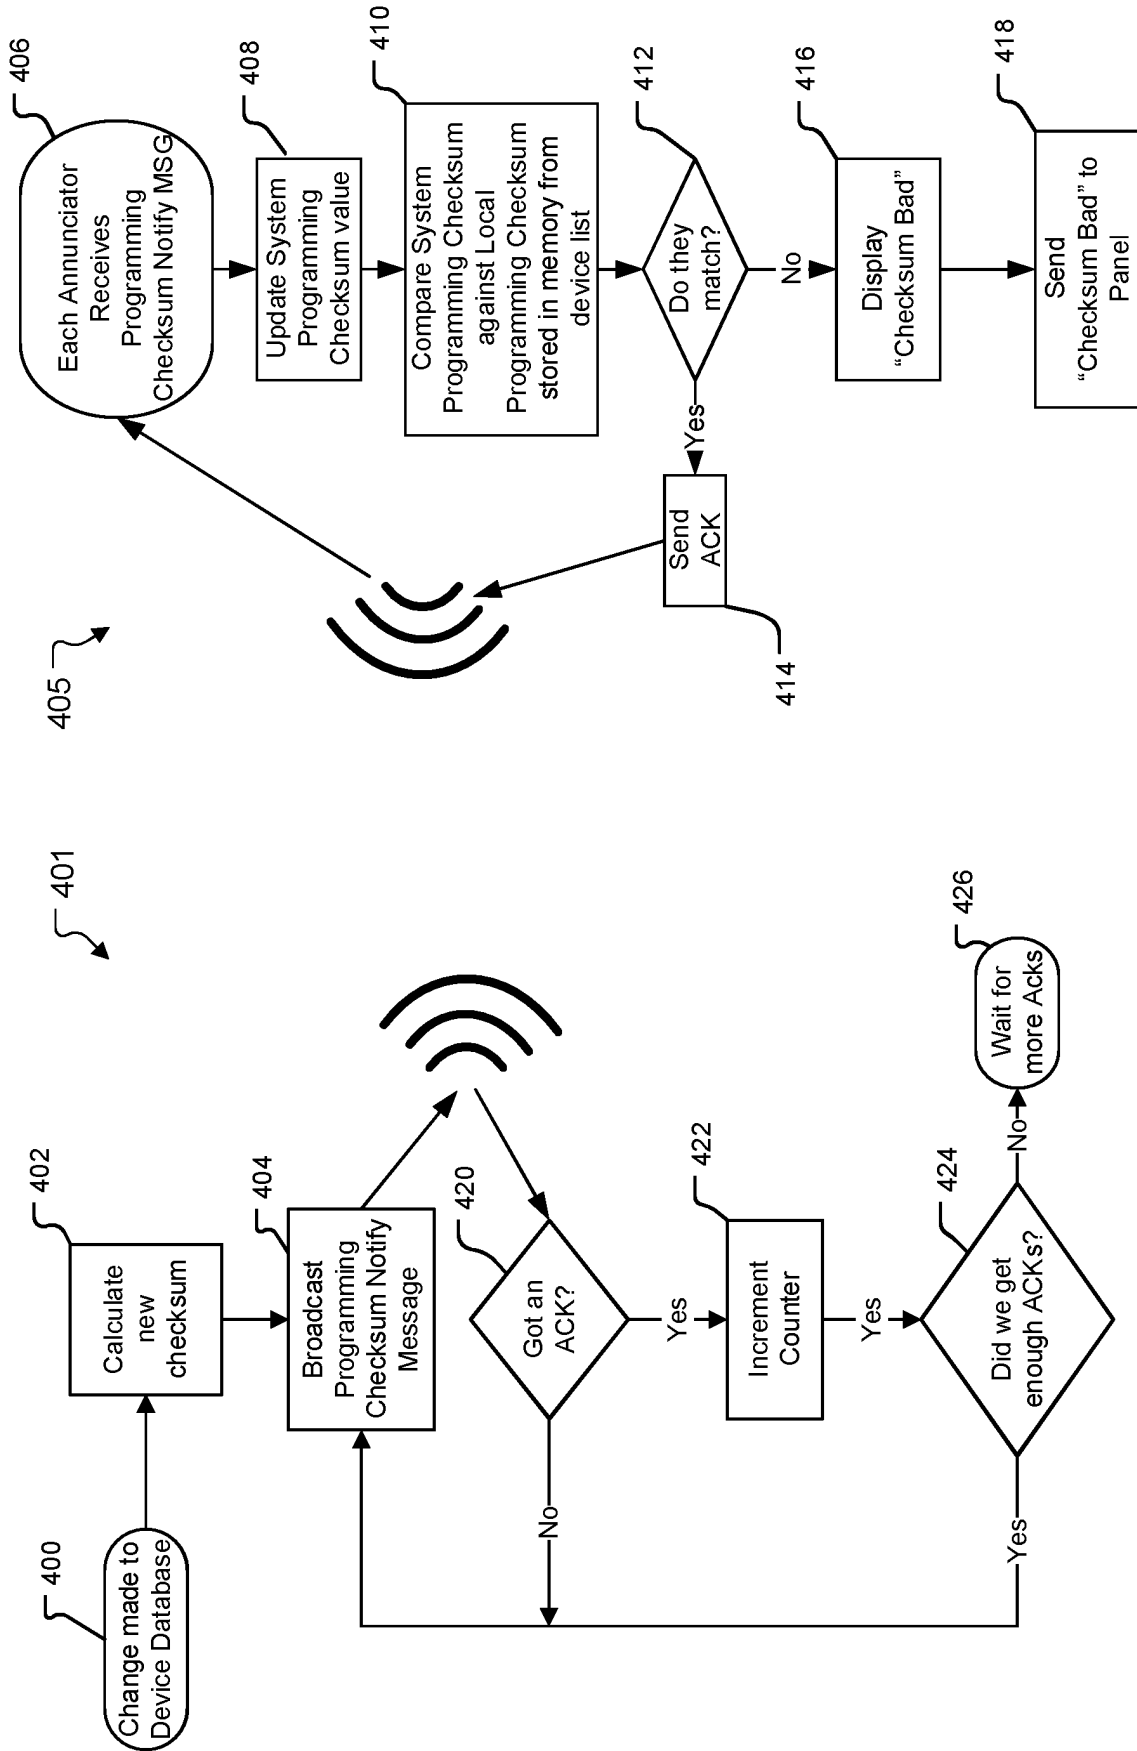 401
400
Change made to
Device Database
402
Calculate
new
checksum
404
Broadcast
Programming
Checksum Notify
Message
420
Got an
ACK?
No
Yes
422
Increment
Counter
Yes
424
Did we get
enough ACKs?
Yes
No
426
Wait for
more Acks
405
406
Each Annunciator
Receives
Programming
Checksum Notify MSG
408
Update System
Programming
Checksum value
410
Compare System
Programming Checksum
against Local
Programming Checksum
stored in memory from
device list
412
Do they
match?
Yes
No
414
Send
ACK
416
Display
“Checksum Bad”
418
Send
“Checksum Bad” to
Panel